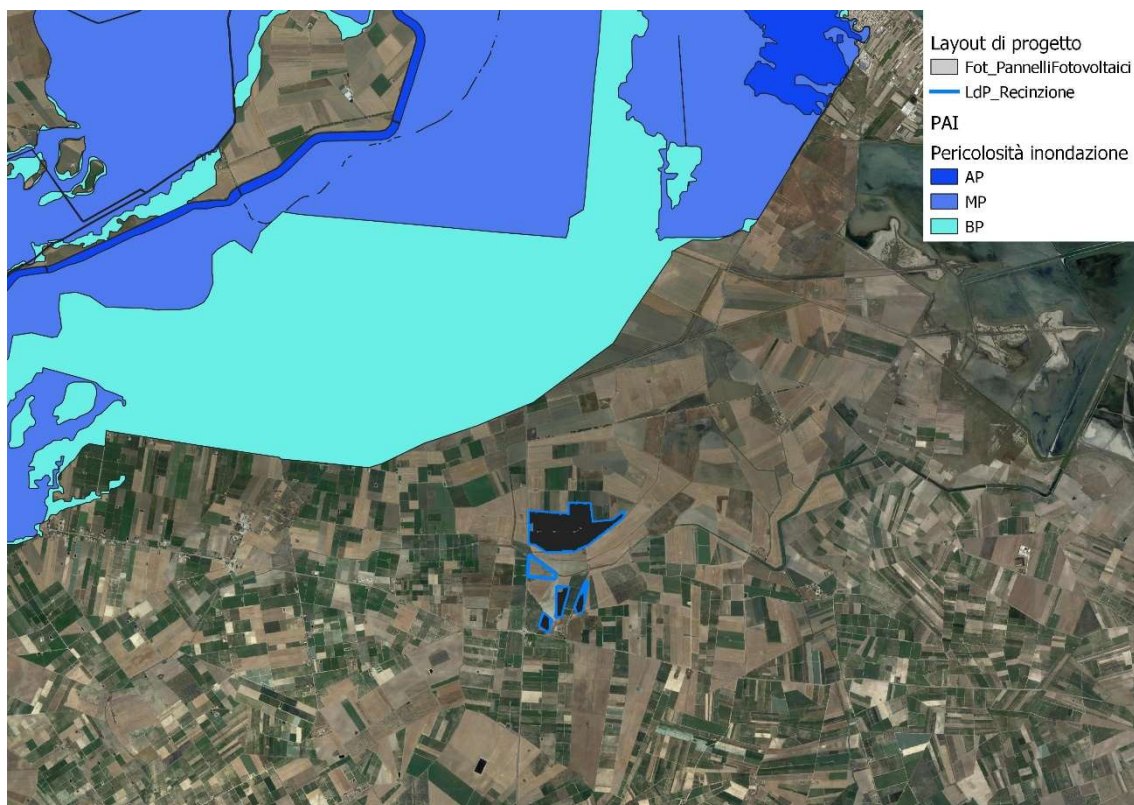 Layout di progetto
Fot_PannelliFotovoltaici
LdP_Recinzione
PAI
Pericolosità inondazione
AP
MP
BP